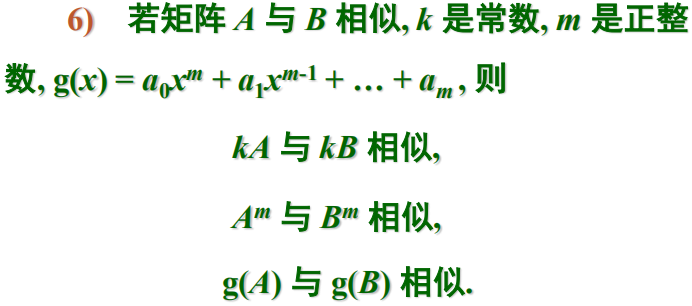 6) 若矩阵 A 与 B 相似, k 是常数, m 是正整
数, g(x) = a₀xᵐ + a₁xᵐ⁻¹ + … + aₘ , 则
kA 与 kB 相似,
Aᵐ 与 Bᵐ 相似,
g(A) 与 g(B) 相似.